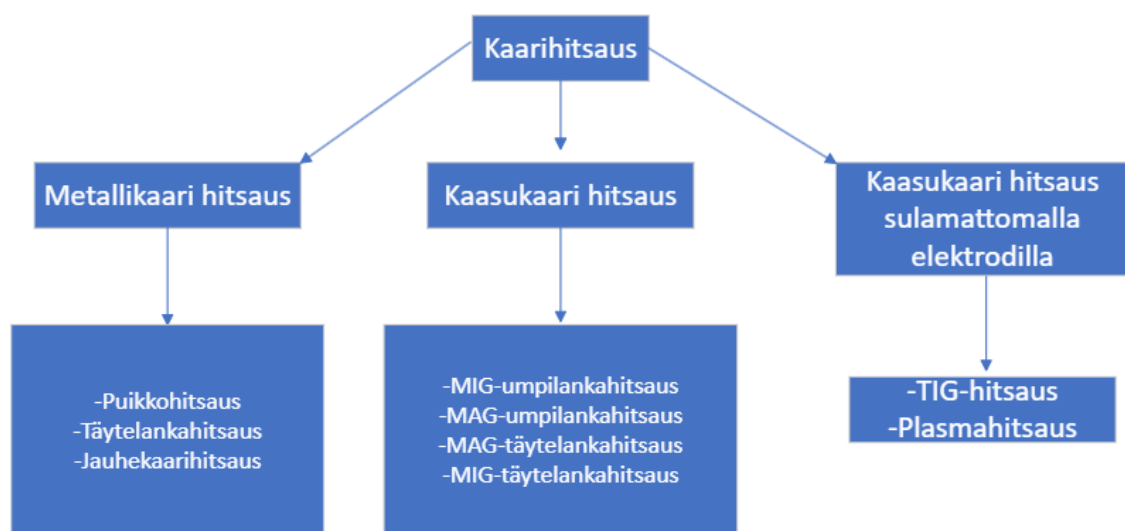 Kaarihitsaus
Metallikaari hitsaus
Kaasukaari hitsaus
Kaasukaari hitsaus
sulamattomalla
elektrodilla
-Puikkohitsaus
-Täytelankahitsaus
-Jauhekaarihitsaus
-MIG-umpilankahitsaus
-MAG-umpilankahitsaus
-MAG-täytelankahitsaus
-MIG-täytelankahitsaus
-TIG-hitsaus
-Plasmahitsaus